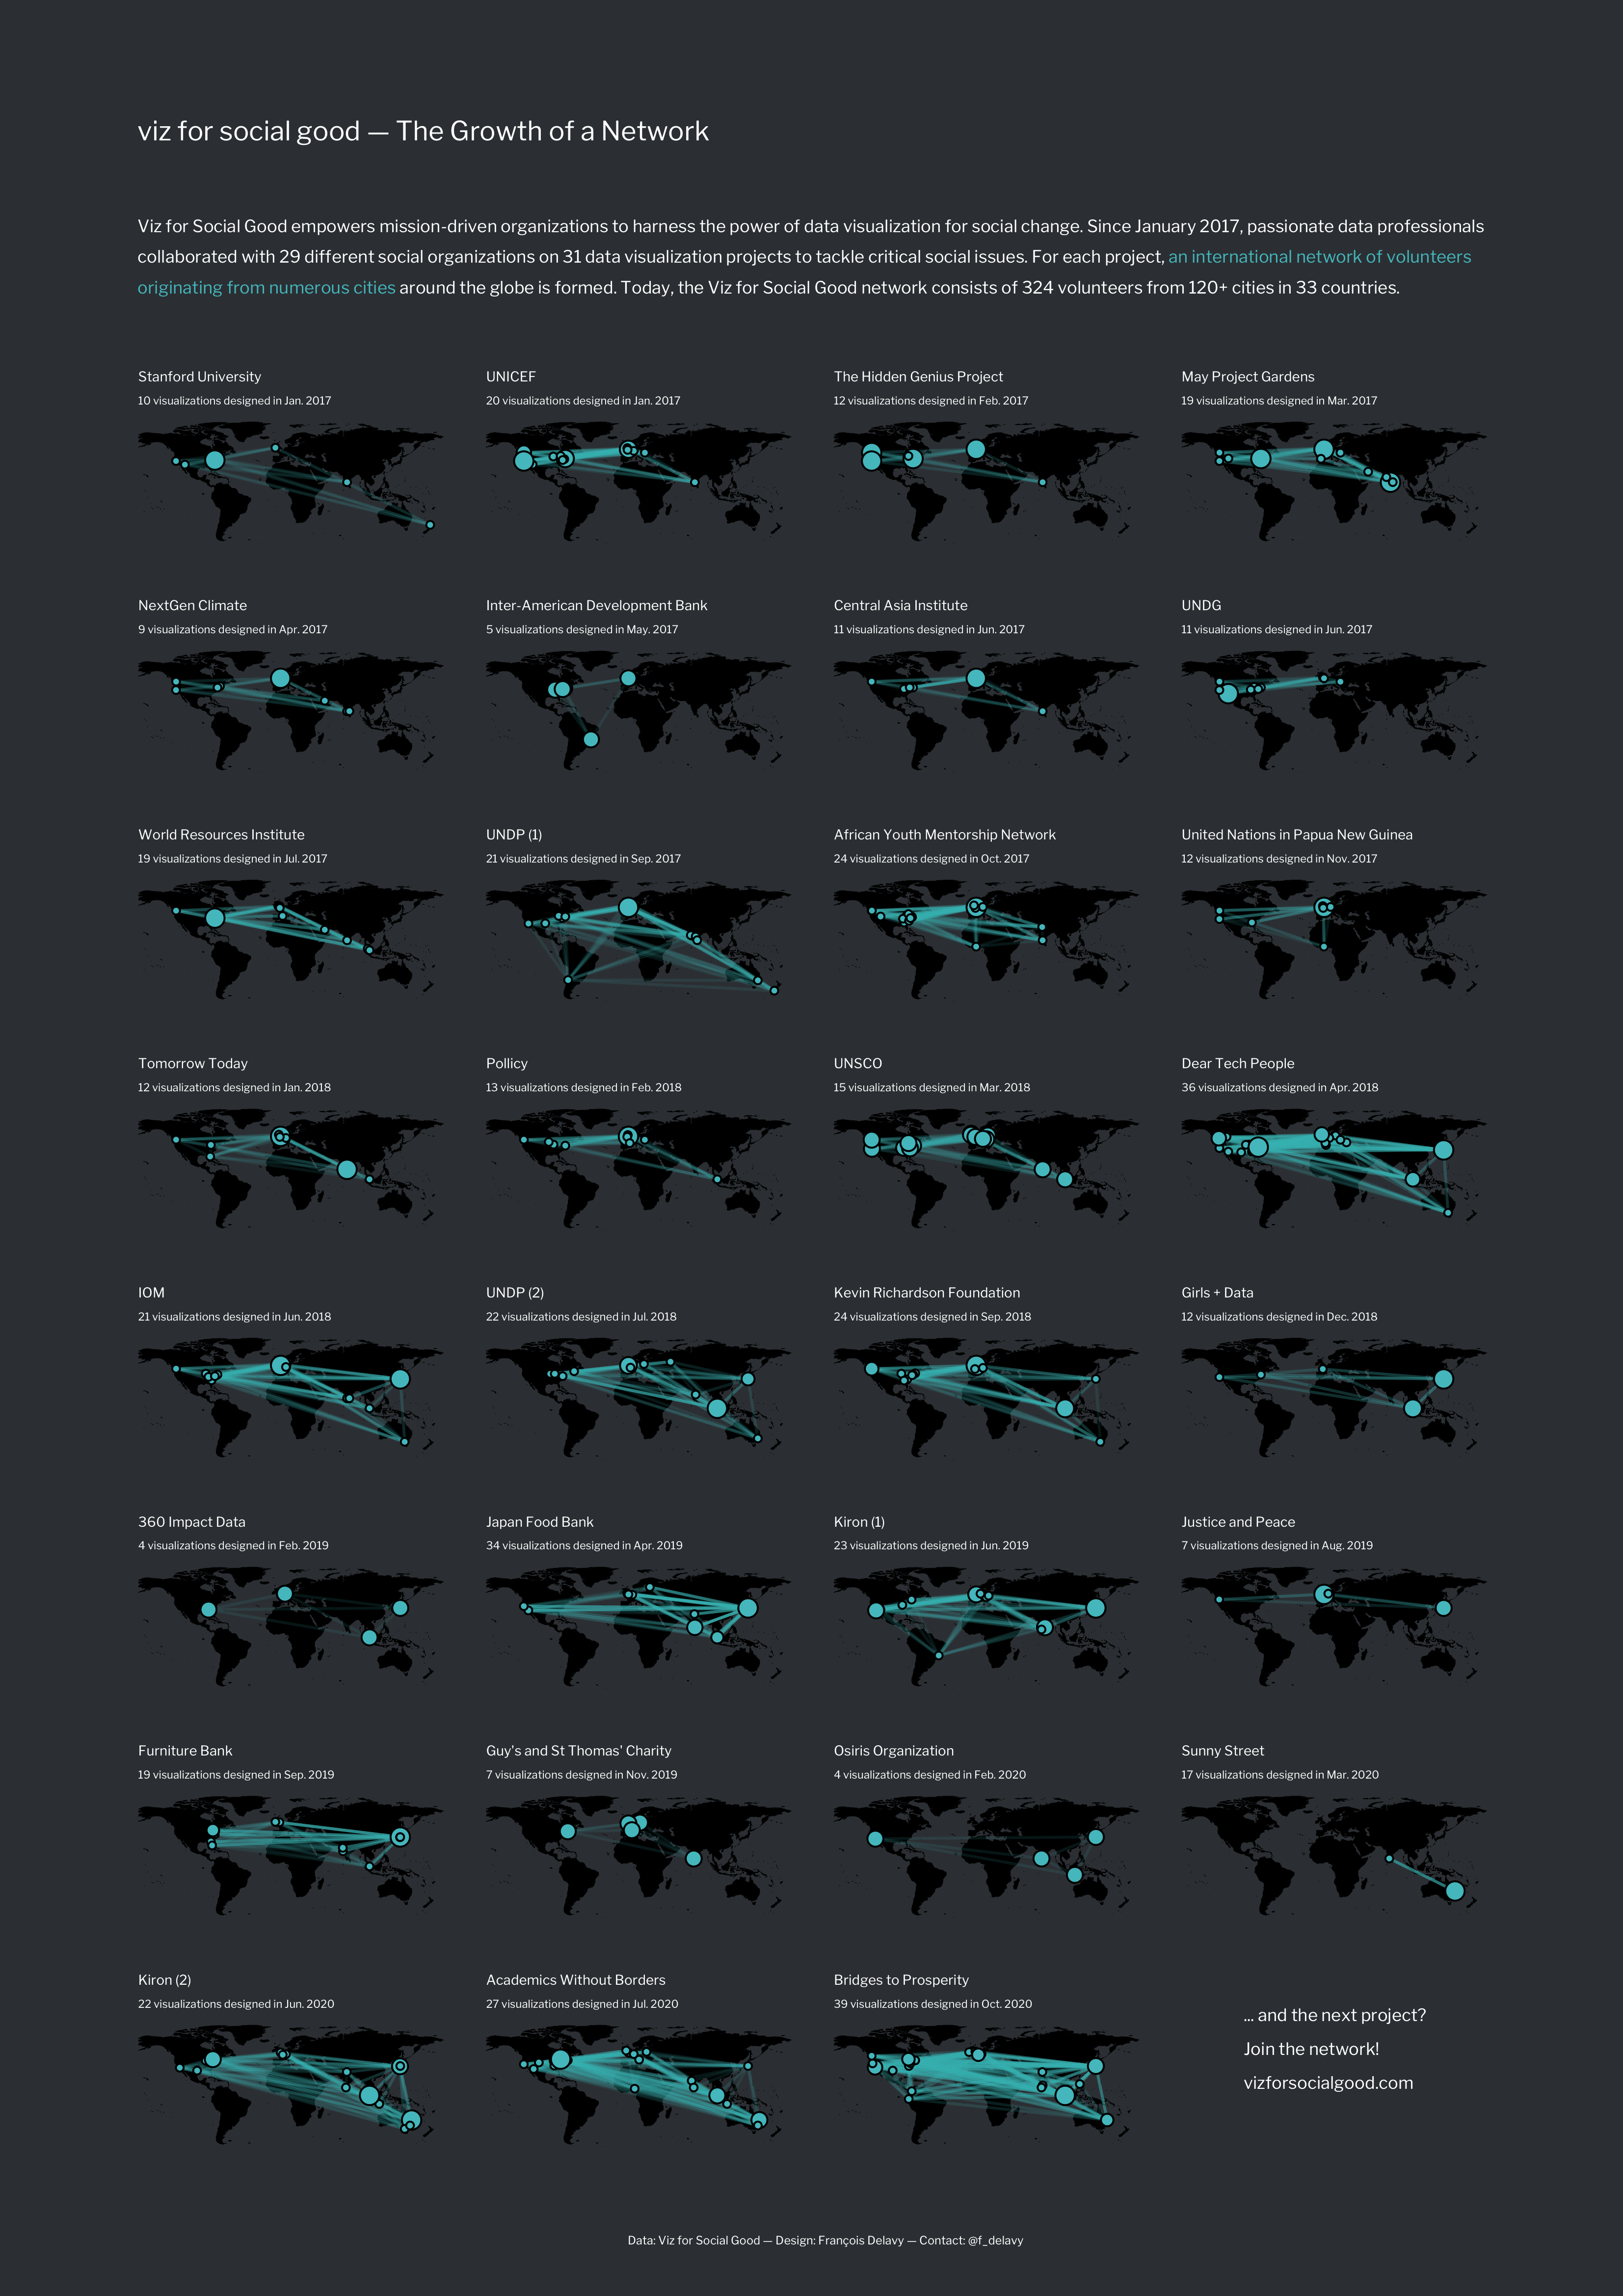 viz for social good — The Growth of a Network
Viz for Social Good empowers mission-driven organizations to harness the power of data visualization for social change. Since January 2017, passionate data professionals
collaborated with 29 different social organizations on 31 data visualization projects to tackle critical social issues. For each project, an international network of volunteers
originating from numerous cities around the globe is formed. Today, the Viz for Social Good network consists of 324 volunteers from 120+ cities in 33 countries.
Stanford University
10 visualizations designed in Jan. 2017
UNICEF
20 visualizations designed in Jan. 2017
The Hidden Genius Project
12 visualizations designed in Feb. 2017
May Project Gardens
19 visualizations designed in Mar. 2017
NextGen Climate
9 visualizations designed in Apr. 2017
Inter-American Development Bank
5 visualizations designed in May. 2017
Central Asia Institute
11 visualizations designed in Jun. 2017
UNDG
11 visualizations designed in Jun. 2017
World Resources Institute
19 visualizations designed in Jul. 2017
UNDP (1)
21 visualizations designed in Sep. 2017
African Youth Mentorship Network
24 visualizations designed in Oct. 2017
United Nations in Papua New Guinea
12 visualizations designed in Nov. 2017
Tomorrow Today
12 visualizations designed in Jan. 2018
Pollicy
13 visualizations designed in Feb. 2018
UNSCO
15 visualizations designed in Mar. 2018
Dear Tech People
36 visualizations designed in Apr. 2018
IOM
21 visualizations designed in Jun. 2018
UNDP (2)
22 visualizations designed in Jul. 2018
Kevin Richardson Foundation
24 visualizations designed in Sep. 2018
Girls + Data
12 visualizations designed in Dec. 2018
360 Impact Data
4 visualizations designed in Feb. 2019
Japan Food Bank
34 visualizations designed in Apr. 2019
Kiron (1)
23 visualizations designed in Jun. 2019
Justice and Peace
7 visualizations designed in Aug. 2019
Furniture Bank
19 visualizations designed in Sep. 2019
Guy's and St Thomas' Charity
7 visualizations designed in Nov. 2019
Osiris Organization
4 visualizations designed in Feb. 2020
Sunny Street
17 visualizations designed in Mar. 2020
Kiron (2)
22 visualizations designed in Jun. 2020
Academics Without Borders
27 visualizations designed in Jul. 2020
Bridges to Prosperity
39 visualizations designed in Oct. 2020
... and the next project?
Join the network!
vizforsocialgood.com
Data: Viz for Social Good — Design: François Delavy — Contact: @f_delavy